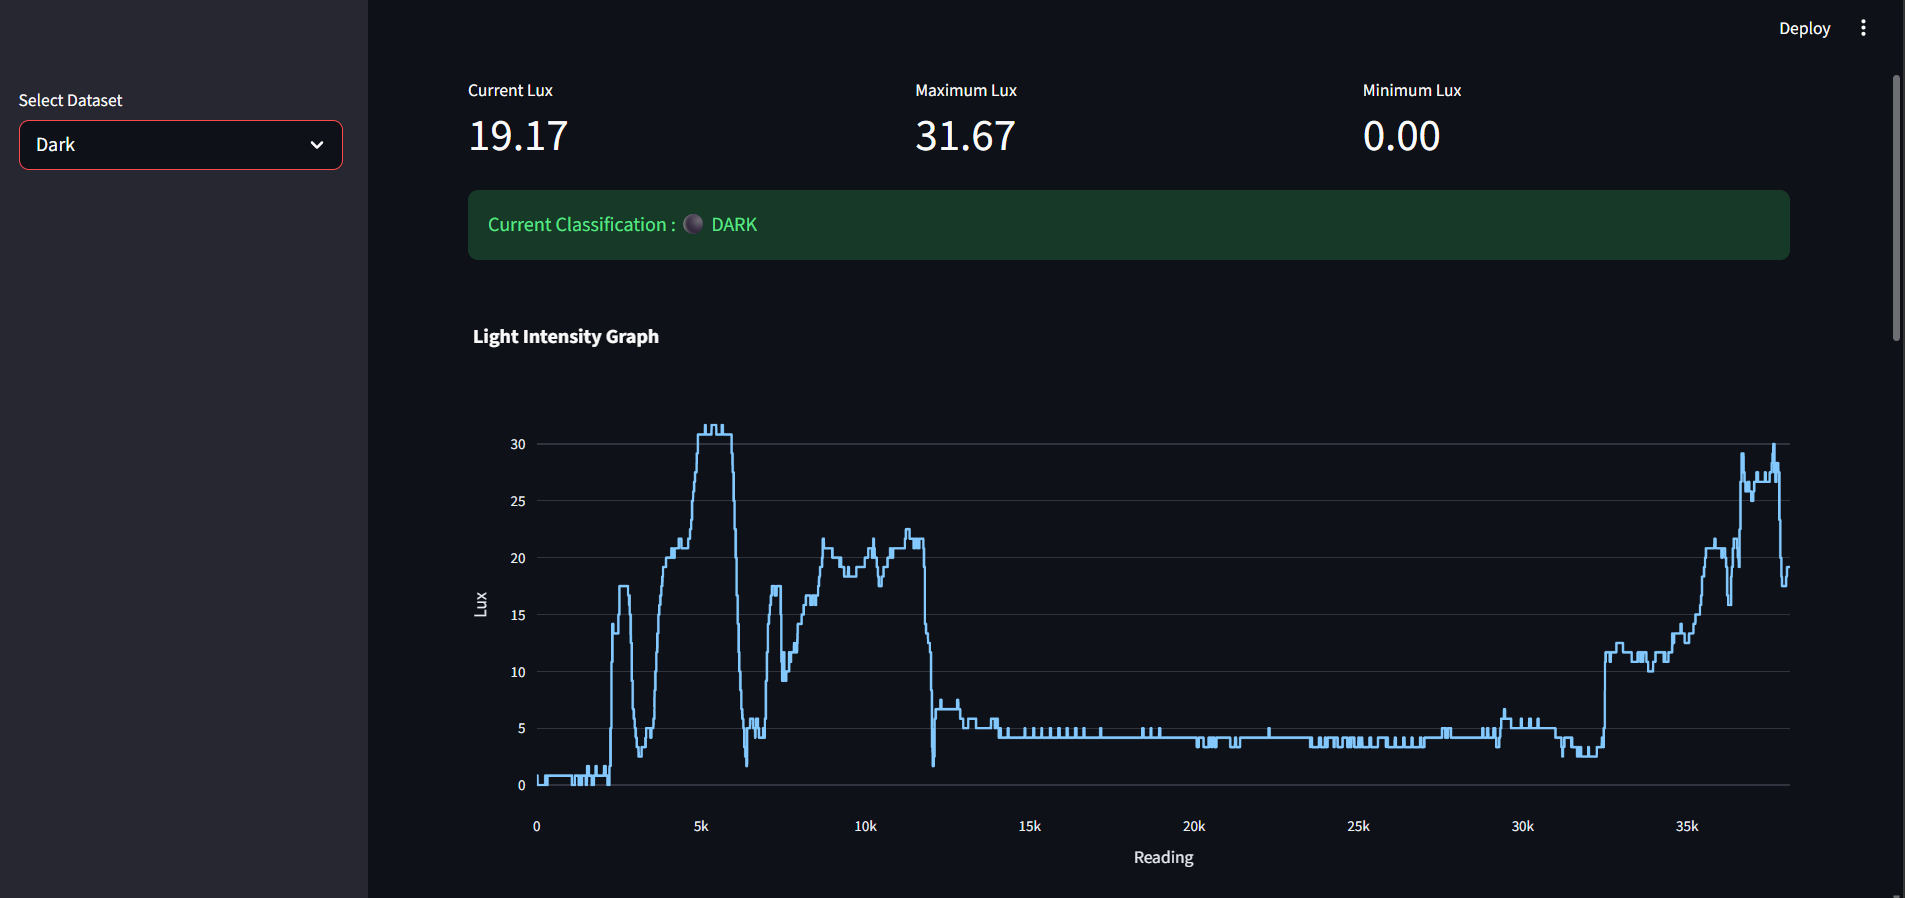 Deploy
Select Dataset
Dark
Current Lux
19.17
Maximum Lux
31.67
Minimum Lux
0.00
Current Classification : DARK
Light Intensity Graph
30
25
20
15
10
5
0
Lux
0 5k 10k 15k 20k 25k 30k 35k
Reading